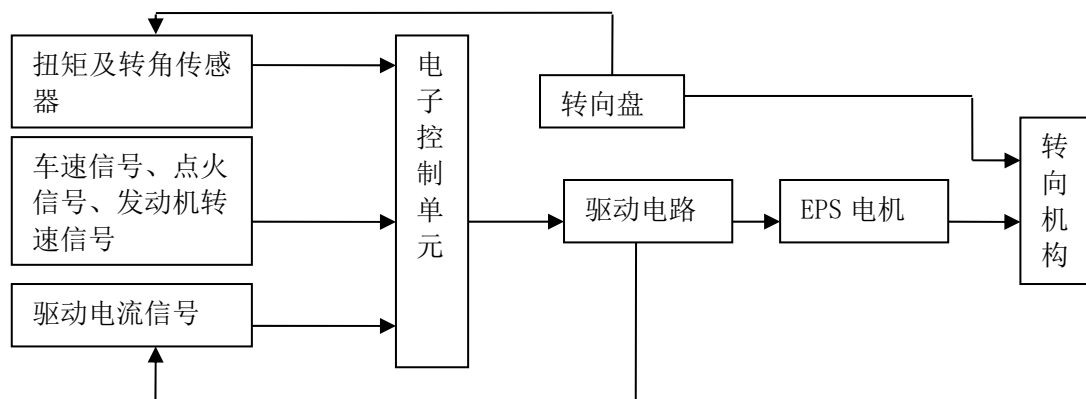 扭矩及转角传感
器
车速信号、点火
信号、发动机转
速信号
驱动电流信号
电子控制单元
转向盘
驱动电路
EPS 电机
转向机构